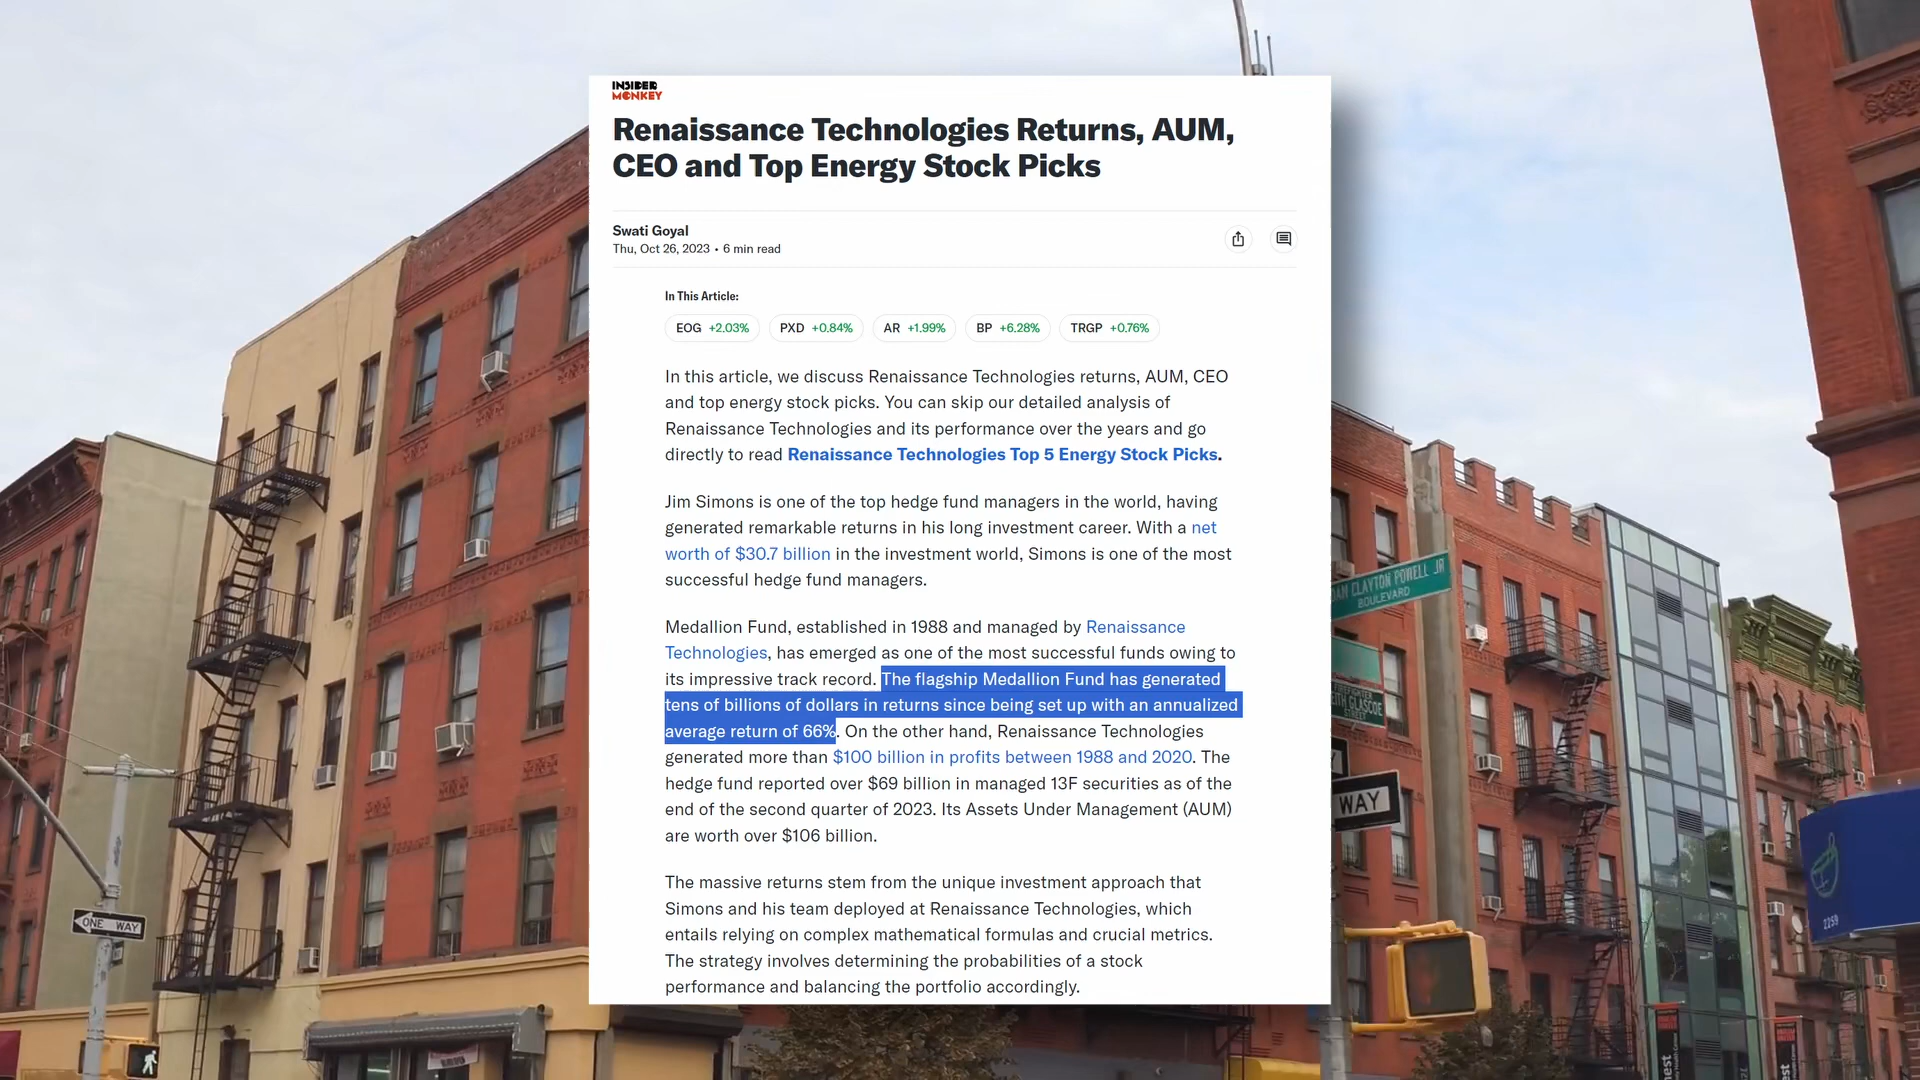 INSIDER
MONKEY
Renaissance Technologies Returns, AUM,
CEO and Top Energy Stock Picks
Swati Goyal
Thu, Oct 26, 2023 • 6 min read
In This Article:
EOG +2.03% PXD +0.84% AR +1.99% BP +6.28% TRGP +0.76%
In this article, we discuss Renaissance Technologies returns, AUM, CEO
and top energy stock picks. You can skip our detailed analysis of
Renaissance Technologies and its performance over the years and go
directly to read Renaissance Technologies Top 5 Energy Stock Picks.
Jim Simons is one of the top hedge fund managers in the world, having
generated remarkable returns in his long investment career. With a net
worth of $30.7 billion in the investment world, Simons is one of the most
successful hedge fund managers.
Medallion Fund, established in 1988 and managed by Renaissance
Technologies, has emerged as one of the most successful funds owing to
its impressive track record. The flagship Medallion Fund has generated
tens of billions of dollars in returns since being set up with an annualized
average return of 66%. On the other hand, Renaissance Technologies
generated more than $100 billion in profits between 1988 and 2020. The
hedge fund reported over $69 billion in managed 13F securities as of the
end of the second quarter of 2023. Its Assets Under Management (AUM)
are worth over $106 billion.
The massive returns stem from the unique investment approach that
Simons and his team deployed at Renaissance Technologies, which
entails relying on complex mathematical formulas and crucial metrics.
The strategy involves determining the probabilities of a stock
performance and balancing the portfolio accordingly.
CLAYTON POWELL JR
BOULEVARD
STREET
WAY
2259
ONE WAY